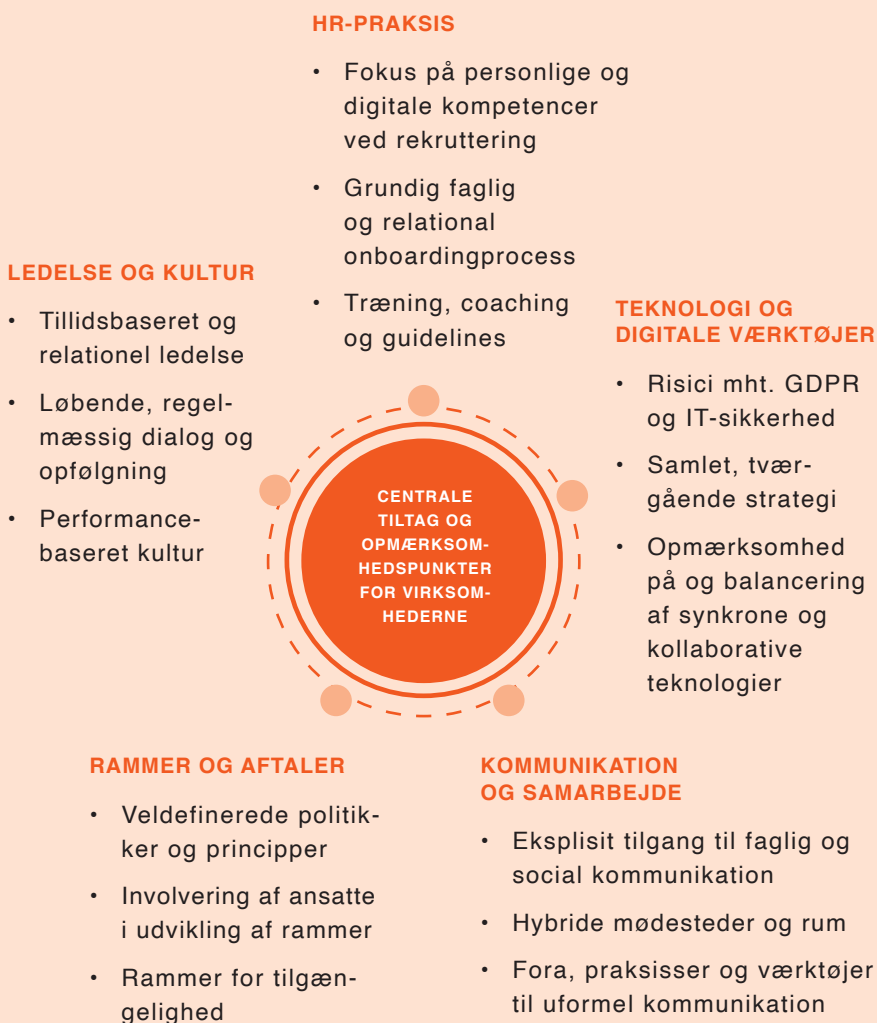 HR-PRAKSIS
• Fokus på personlige og
digitale kompetencer
ved rekruttering
• Grundig faglig
og relational
onboardingprocess
• Træning, coaching
og guidelines
LEDELSE OG KULTUR
• Tillidsbaseret og
relationel ledelse
• Løbende, regel-
mæssig dialog og
opfølgning
• Performance-
baseret kultur
TEKNOLOGI OG
DIGITALE VÆRKTØJER
• Risici mht. GDPR
og IT-sikkerhed
• Samlet, tvær-
gående strategi
• Opmærksomhed
på og balancering
af synkrone og
kollaborative
teknologier
CENTRALE
TILTAG OG
OPMÆRKSOM-
HEDSPUNKTER
FOR VIRKSOM-
HEDERNE
RAMMER OG AFTALER
• Veldefinerede politik-
ker og principper
• Involvering af ansatte
i udvikling af rammer
• Rammer for tilgæn-
gelighed
KOMMUNIKATION
OG SAMARBEJDE
• Eksplisit tilgang til faglig og
social kommunikation
• Hybride mødesteder og rum
• Fora, praksisser og værktøjer
til uformel kommunikation